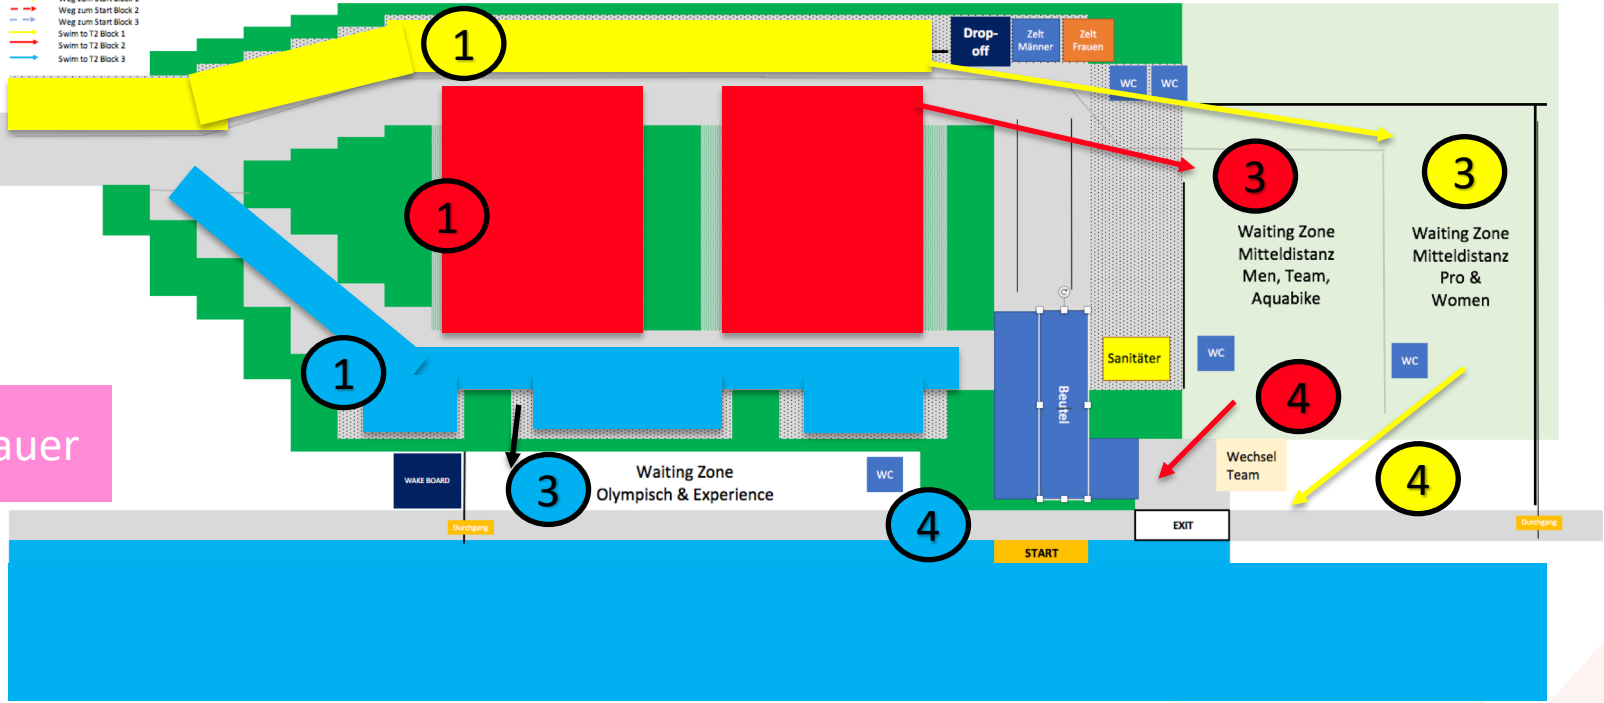 Weg zum Start Block 2
Weg zum Start Block 3
Swim to T2 Block 1
Swim to T2 Block 2
Swim to T2 Block 3
1
Drop-
off
Zelt
Männer
Zelt
Frauen
WC
WC
1
3
Waiting Zone
Mitteldistanz
Men, Team,
Aquabike
3
Waiting Zone
Mitteldistanz
Pro &
Women
1
Sanitäter
WC
WC
Beutel
4
auer
WAKE BOARD
3
Waiting Zone
Olympisch & Experience
WC
4
Wechsel
Team
4
Durchgang
EXIT
Durchgang
START